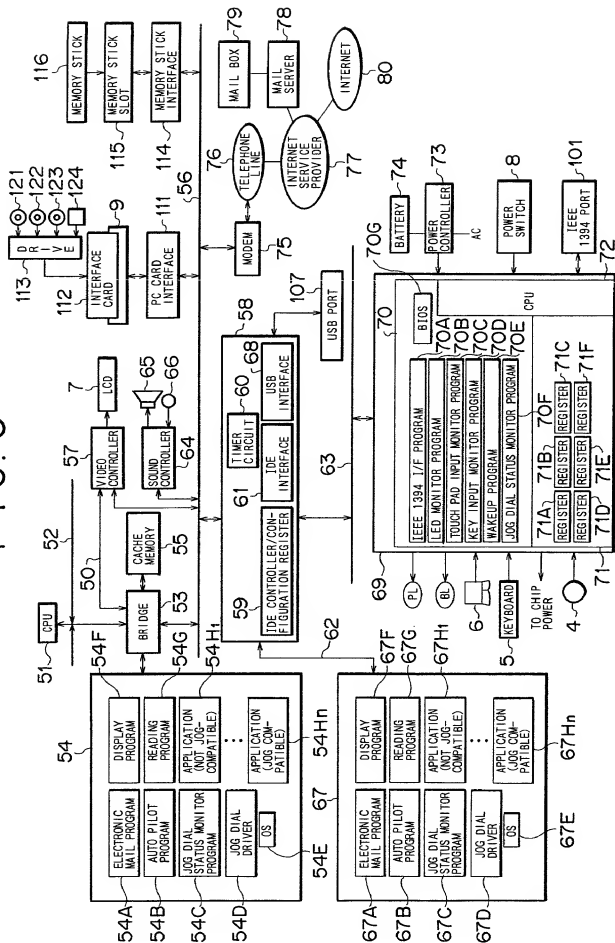 FIG. 6
51
CPU
50
52
57
VIDEO CONTROLLER
7
LCD
65
66
SOUND CONTROLLER
64
BRIDGE
53
CACHE MEMORY
55
121
122
123
124
DRIVE
113
INTERFACE CARD
112
9
PC CARD INTERFACE
111
MEMORY STICK
116
MEMORY STICK SLOT
115
MEMORY STICK INTERFACE
114
56
54
54F
54G
54H1
54Hn
ELECTRONIC MAIL PROGRAM
AUTO PILOT PROGRAM
JOG DIAL STATUS MONITOR PROGRAM
JOG DIAL DRIVER
DISPLAY PROGRAM
READING PROGRAM
APPLICATION (NOT JOG-COMPATIBLE)
APPLICATION (JOG COM-PATIBLE)
OS
54A
54B
54C
54D
54E
58
TIMER CIRCUIT
60
59
IDE CONTROLLER/CON-FIGURATION REGISTER
61
IDE INTERFACE
68
USB INTERFACE
107
USB PORT
MODEM
75
76
TELEPHONE LINE
INTERNET SERVICE PROVIDER
77
79
MAIL BOX
78
MAIL SERVER
INTERNET
80
62
63
67
67F
67G
67H1
67Hn
ELECTRONIC MAIL PROGRAM
AUTO PILOT PROGRAM
JOG DIAL STATUS MONITOR PROGRAM
JOG DIAL DRIVER
DISPLAY PROGRAM
READING PROGRAM
APPLICATION (NOT JOG-COMPATIBLE)
APPLICATION (JOG COM-PATIBLE)
OS
67A
67B
67C
67D
67E
69
70
70G
BIOS
IEEE 1394 I/F PROGRAM
70A
LED MONITOR PROGRAM
70B
TOUCH PAD INPUT MONITOR PROGRAM
70C
KEY INPUT MONITOR PROGRAM
70D
WAKEUP PROGRAM
70E
JOG DIAL STATUS MONITOR PROGRAM
70F
71A
71B
71C
REGISTER
REGISTER
REGISTER
REGISTER
REGISTER
REGISTER
71D
71E
71F
71
CPU
72
PL
BL
6
KEYBOARD
5
TO CHIP POWER
4
BATTERY
74
POWER CONTROLLER
73
AC
POWER SWITCH
8
IEEE 1394 PORT
101